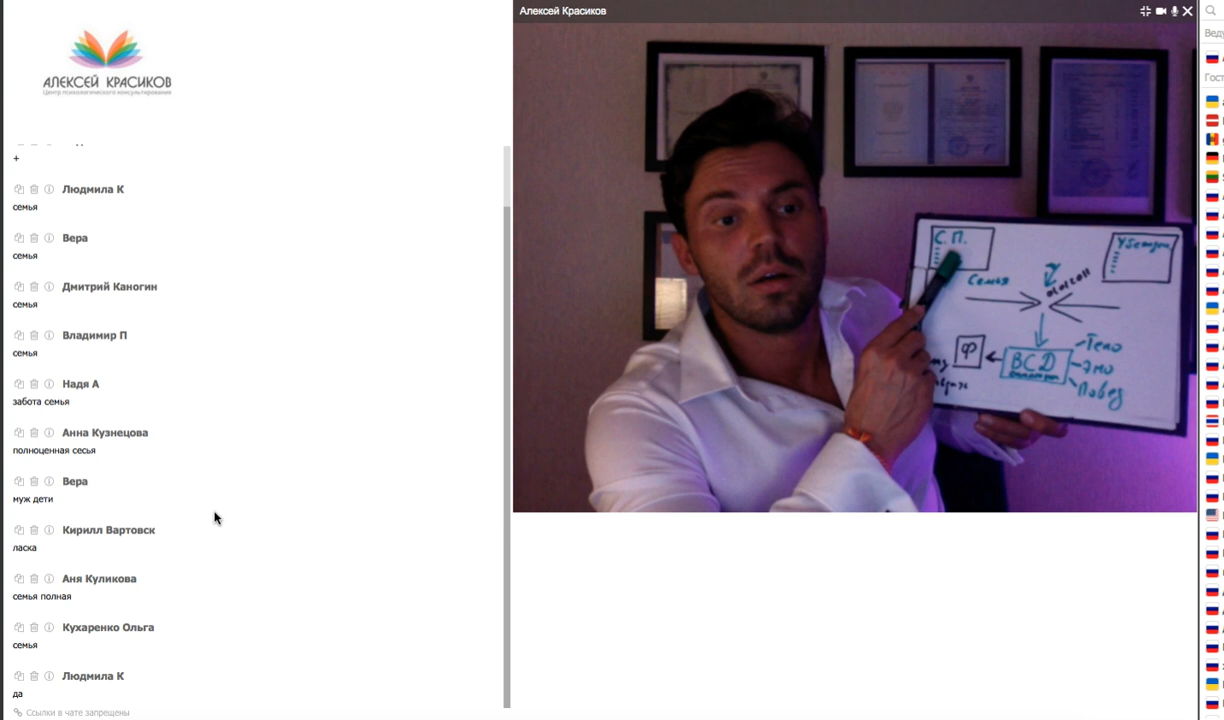 АЛЕКСЕЙ КРАСИКОВ
Центр психологического консультирования
+
Людмила К
семья
Вера
семья
Дмитрий Каногин
семья
Владимир П
семья
Надя А
забота семья
Анна Кузнецова
полноценная сесья
Вера
муж дети
Кирилл Вартовск
ласка
Аня Куликова
семья полная
Кухаренко Ольга
семья
Людмила К
да
Ссылки в чате запрещены
Алексей Красиков
С.П.
Семья
Ф
ВСД
Тело
Эмо
Повед